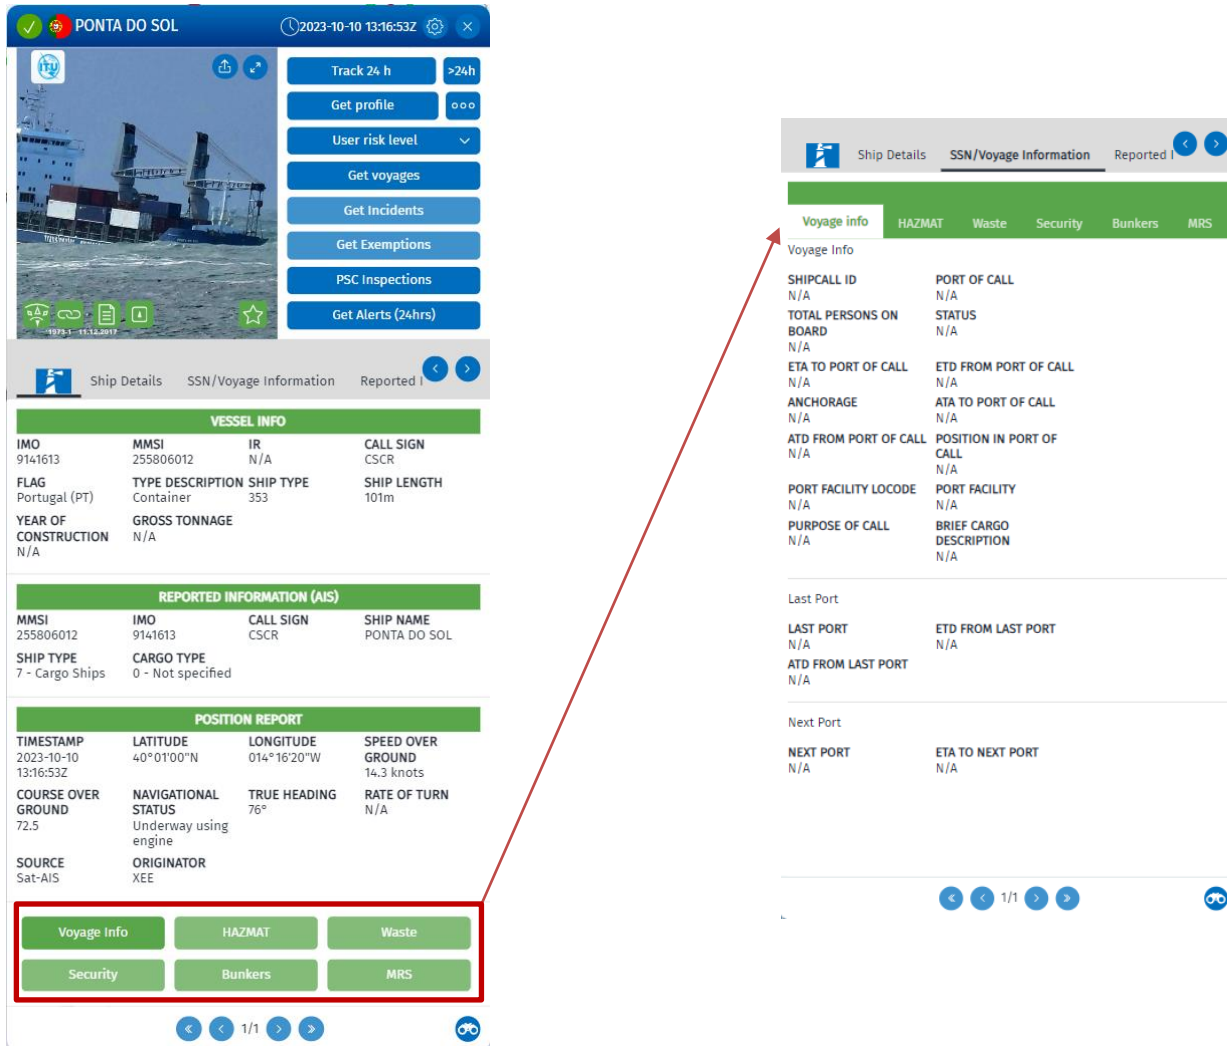 PONTA DO SOL
2023-10-10 13:16:53Z
ITU
Track 24 h
>24h
Get profile
User risk level
Get voyages
Get Incidents
Get Exemptions
PSC Inspections
Get Alerts (24hrs)
1973-1 11.12.2017
Ship Details SSN/Voyage Information Reported I
VESSEL INFO
IMO MMSI IR CALL SIGN
9141613 255806012 N/A CSCR
FLAG TYPE DESCRIPTION SHIP TYPE SHIP LENGTH
Portugal (PT) Container 353 101m
YEAR OF GROSS TONNAGE
CONSTRUCTION N/A
N/A
REPORTED INFORMATION (AIS)
MMSI IMO CALL SIGN SHIP NAME
255806012 9141613 CSCR PONTA DO SOL
SHIP TYPE CARGO TYPE
7 - Cargo Ships 0 - Not specified
POSITION REPORT
TIMESTAMP LATITUDE LONGITUDE SPEED OVER
2023-10-10 40°01'00"N 014°16'20"W GROUND
13:16:53Z 14.3 knots
COURSE OVER NAVIGATIONAL TRUE HEADING RATE OF TURN
GROUND STATUS 76° N/A
72.5 Underway using
engine
SOURCE ORIGINATOR
Sat-AIS XEE
Voyage Info HAZMAT Waste
Security Bunkers MRS
1/1
Ship Details SSN/Voyage Information Reported I
Voyage info HAZMAT Waste Security Bunkers MRS
Voyage Info
SHIPCALL ID PORT OF CALL
N/A N/A
TOTAL PERSONS ON STATUS
BOARD N/A
N/A
ETA TO PORT OF CALL ETD FROM PORT OF CALL
N/A N/A
ANCHORAGE ATA TO PORT OF CALL
N/A N/A
ATD FROM PORT OF CALL POSITION IN PORT OF
N/A CALL
N/A
PORT FACILITY LOCODE PORT FACILITY
N/A N/A
PURPOSE OF CALL BRIEF CARGO
N/A DESCRIPTION
N/A
Last Port
LAST PORT ETD FROM LAST PORT
N/A N/A
ATD FROM LAST PORT
N/A
Next Port
NEXT PORT ETA TO NEXT PORT
N/A N/A
1/1